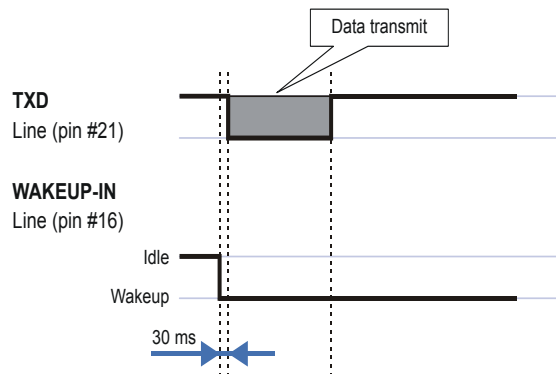 Data transmit
TXD
Line (pin #21)
WAKEUP-IN
Line (pin #16)
Idle
Wakeup
30 ms